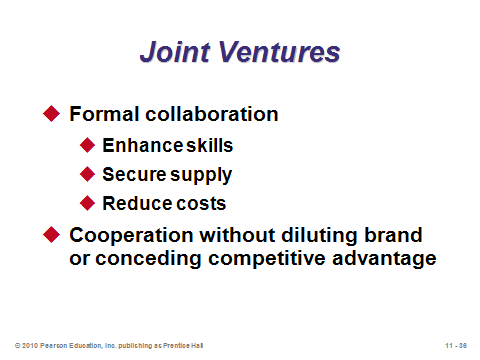 Joint Ventures
Formal collaboration
Enhance skills
Secure supply
Reduce costs
Cooperation without diluting brand
or conceding competitive advantage
© 2010 Pearson Education, Inc. publishing as Prentice Hall
11 - 36